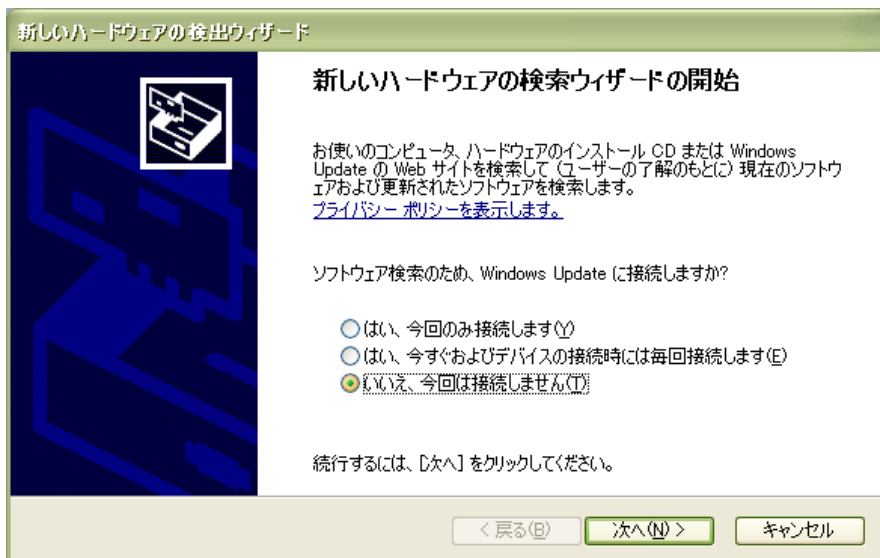 新しいハードウェアの検出ウィザード
新しいハードウェアの検索ウィザードの開始
お使いのコンピュータ、ハードウェアのインストール CD または Windows
Update の Web サイトを検索して (ユーザーの了解のもとに) 現在のソフトウ
ェアおよび更新されたソフトウェアを検索します。
プライバシー ポリシーを表示します。
ソフトウェア検索のため、Windows Update に接続しますか?
はい、今回のみ接続します(Y)
はい、今すぐおよびデバイスの接続時には毎回接続します(E)
いいえ、今回は接続しません(T)
続行するには、[次へ] をクリックしてください。
< 戻る(B) 次へ(N) > キャンセル